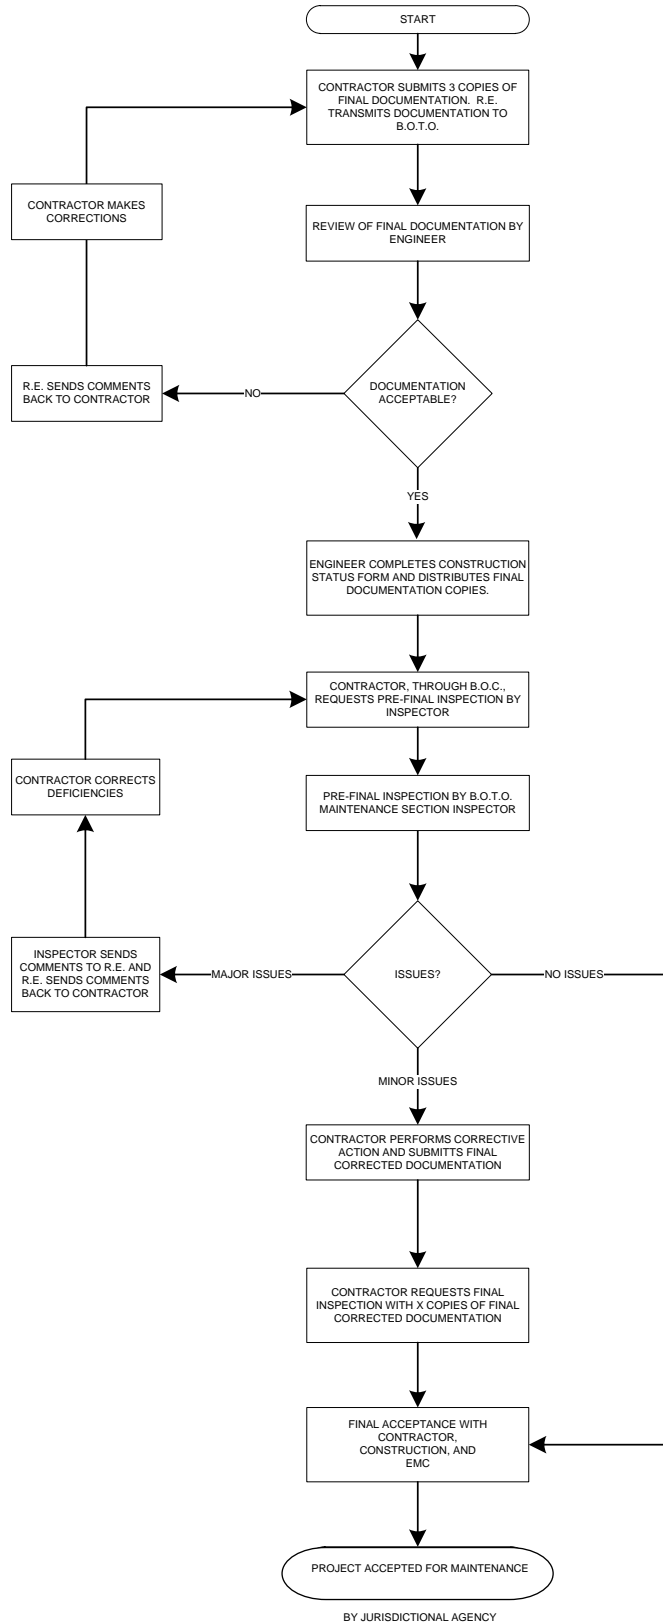 START
CONTRACTOR SUBMITS 3 COPIES OF
FINAL DOCUMENTATION. R.E.
TRANSMITS DOCUMENTATION TO
B.O.T.O.
CONTRACTOR MAKES
CORRECTIONS
REVIEW OF FINAL DOCUMENTATION BY
ENGINEER
R.E. SENDS COMMENTS
BACK TO CONTRACTOR
NO
DOCUMENTATION
ACCEPTABLE?
YES
ENGINEER COMPLETES CONSTRUCTION
STATUS FORM AND DISTRIBUTES FINAL
DOCUMENTATION COPIES.
CONTRACTOR, THROUGH B.O.C.,
REQUESTS PRE-FINAL INSPECTION BY
INSPECTOR
CONTRACTOR CORRECTS
DEFICIENCIES
PRE-FINAL INSPECTION BY B.O.T.O.
MAINTENANCE SECTION INSPECTOR
INSPECTOR SENDS
COMMENTS TO R.E. AND
R.E. SENDS COMMENTS
BACK TO CONTRACTOR
MAJOR ISSUES
ISSUES?
NO ISSUES
MINOR ISSUES
CONTRACTOR PERFORMS CORRECTIVE
ACTION AND SUBMITTS FINAL
CORRECTED DOCUMENTATION
CONTRACTOR REQUESTS FINAL
INSPECTION WITH X COPIES OF FINAL
CORRECTED DOCUMENTATION
FINAL ACCEPTANCE WITH
CONTRACTOR,
CONSTRUCTION, AND
EMC
PROJECT ACCEPTED FOR MAINTENANCE
BY JURISDICTIONAL AGENCY